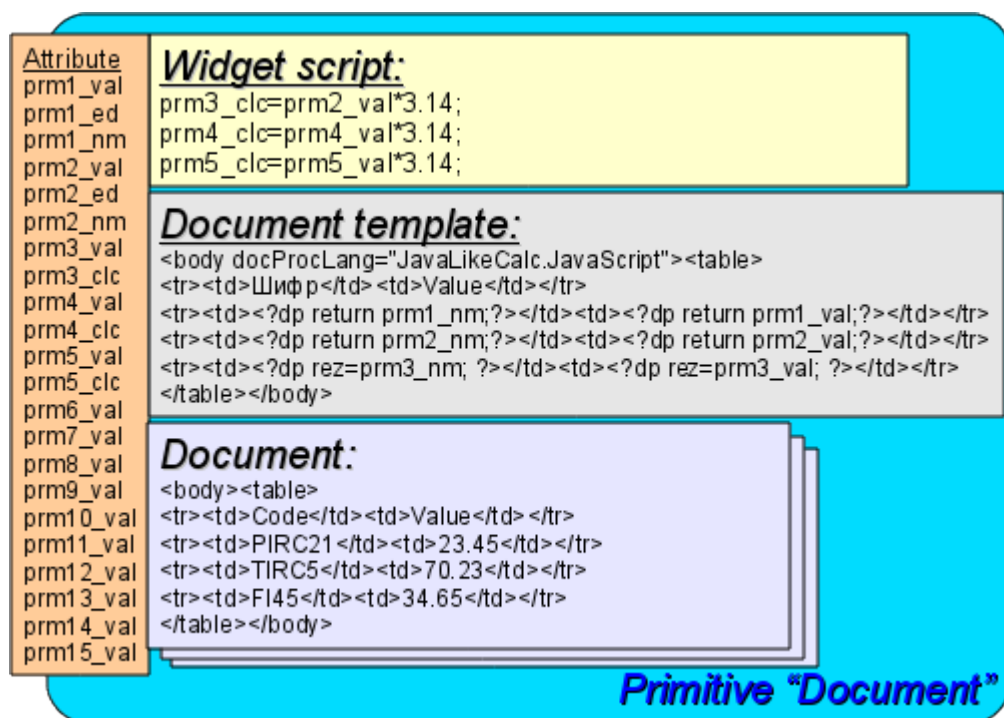 Attribute
prm1_val
prm1_ed
prm1_nm
prm2_val
prm2_ed
prm2_nm
prm3_val
prm3_clc
prm4_val
prm4_clc
prm5_val
prm5_clc
prm6_val
prm7_val
prm8_val
prm9_val
prm10_val
prm11_val
prm12_val
prm13_val
prm14_val
prm15_val
Widget script:
prm3_clc=prm2_val*3.14;
prm4_clc=prm4_val*3.14;
prm5_clc=prm5_val*3.14;
Document template:
<body docProcLang="JavaLikeCalc.JavaScript"><table>
<tr><td>Шифр</td><td>Value</td></tr>
<tr><td><?dp return prm1_nm;?></td><td><?dp return prm1_val;?></td></tr>
<tr><td><?dp return prm2_nm;?></td><td><?dp return prm2_val;?></td></tr>
<tr><td><?dp rez=prm3_nm; ?></td><td><?dp rez=prm3_val; ?></td></tr>
</table></body>
Document:
<body><table>
<tr><td>Code</td><td>Value</td></tr>
<tr><td>PIRC21</td><td>23.45</td></tr>
<tr><td>TIRC5</td><td>70.23</td></tr>
<tr><td>FI45</td><td>34.65</td></tr>
</table></body>
Primitive “Document”